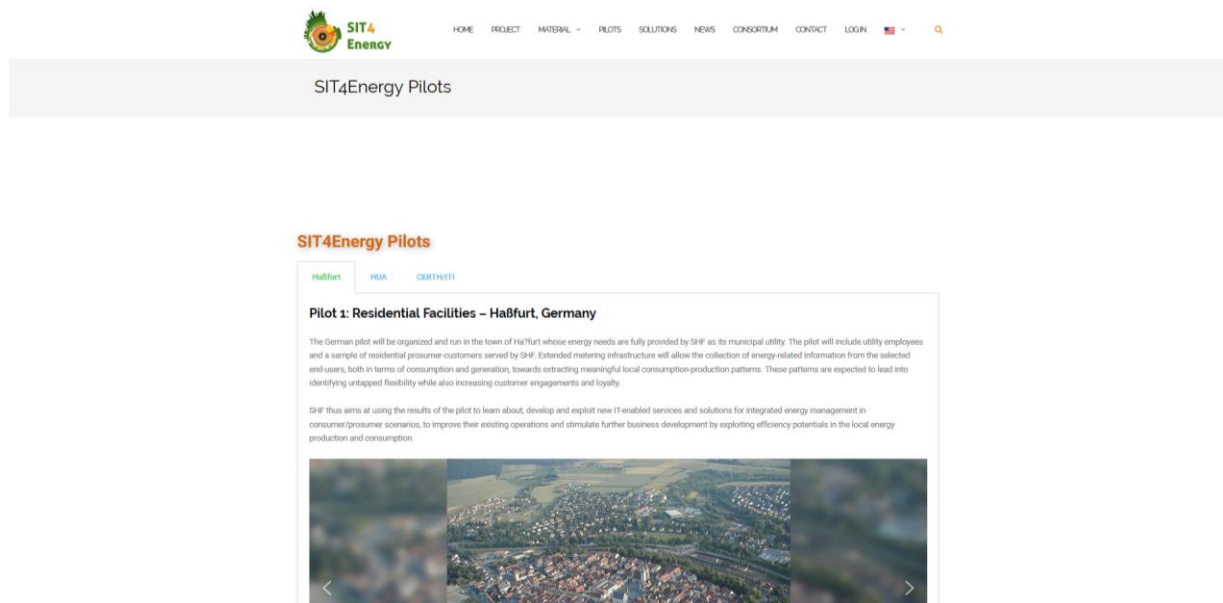 SIT4
Energy
HOME PROJECT MATERIAL PILOTS SOLUTIONS NEWS CONSORTIUM CONTACT LOGIN
SIT4Energy Pilots
SIT4Energy Pilots
Haßfurt HUA CERTH/ITI
Pilot 1: Residential Facilities – Haßfurt, Germany
The German pilot will be organized and run in the town of Ha?furt whose energy needs are fully provided by SHF as its municipal utility. The pilot will include utility employees
and a sample of residential prosumer-customers served by SHF. Extended metering infrastructure will allow the collection of energy-related information from the selected
end-users, both in terms of consumption and generation, towards extracting meaningful local consumption-production patterns. These patterns are expected to lead into
identifying untapped flexibility while also increasing customer engagements and loyalty.
SHF thus aims at using the results of the pilot to learn about, develop and exploit new IT-enabled services and solutions for integrated energy management in
consumer/prosumer scenarios, to improve their existing operations and stimulate further business development by exploiting efficiency potentials in the local energy
production and consumption.